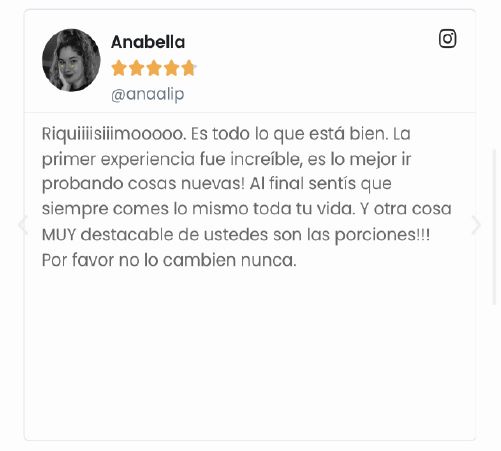 Anabella
@anaalip
Riquiiiisiiimooooo. Es todo lo que está bien. La
primer experiencia fue increíble, es lo mejor ir
probando cosas nuevas! Al final sentís que
siempre comes lo mismo toda tu vida. Y otra cosa
MUY destacable de ustedes son las porciones!!!
Por favor no lo cambien nunca.